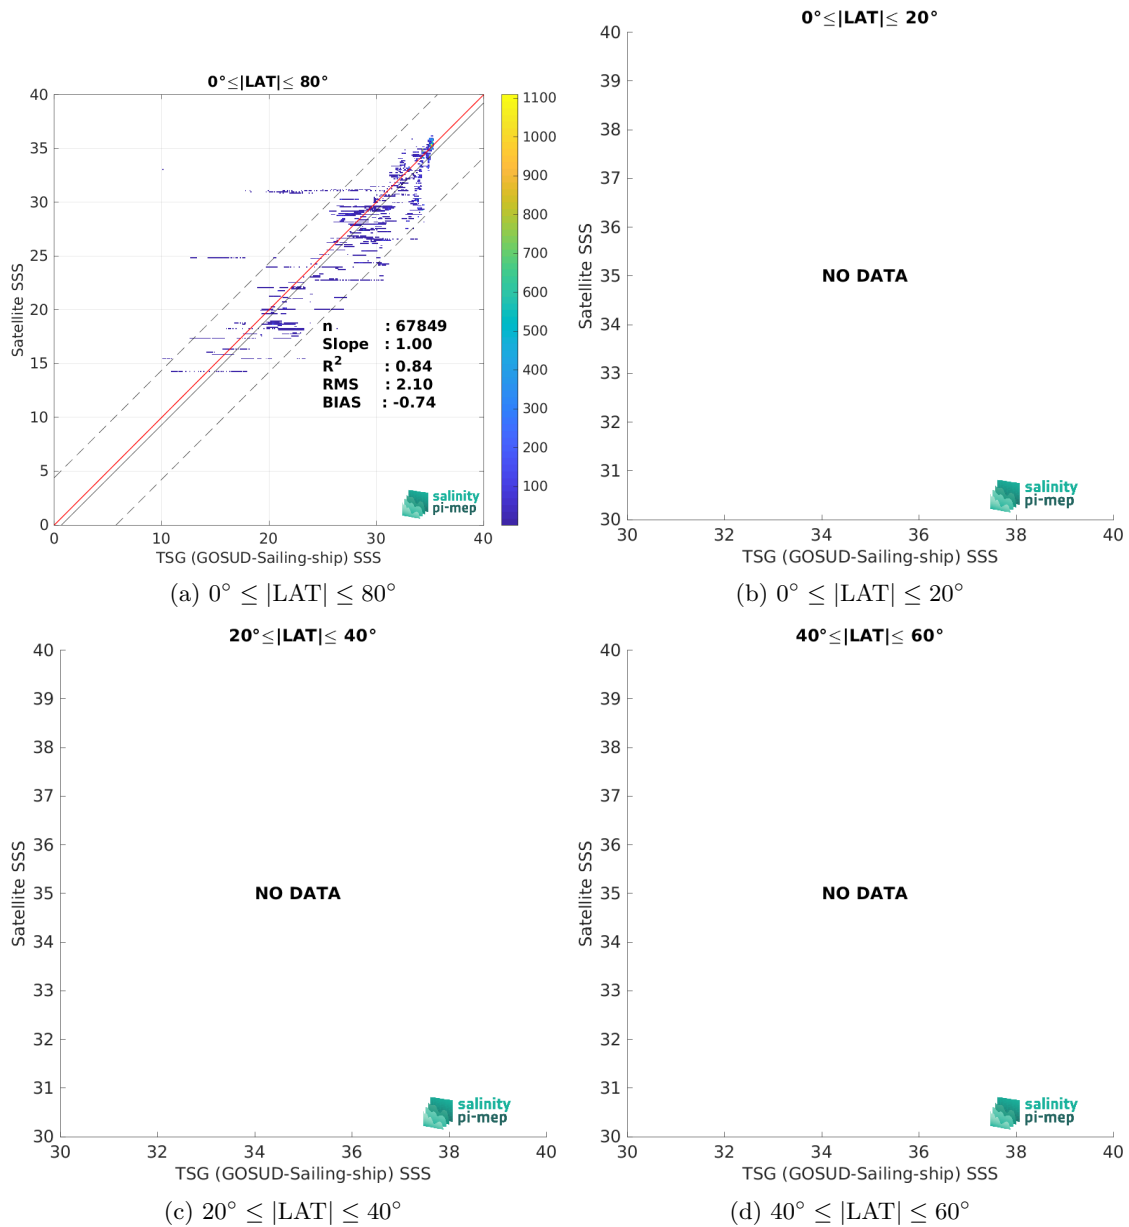 0°≤|LAT|≤ 80°
40
35
30
25
20
15
10
5
0
0
10
20
30
40
Satellite SSS
TSG (GOSUD-Sailing-ship) SSS
n : 67849
Slope : 1.00
R² : 0.84
RMS : 2.10
BIAS : -0.74
salinity
pi-mep
1100
1000
900
800
700
600
500
400
300
200
100
(a) 0° ≤ |LAT| ≤ 80°
0°≤|LAT|≤ 20°
40
39
38
37
36
35
34
33
32
31
30
30
32
34
36
38
40
Satellite SSS
NO DATA
salinity
pi-mep
TSG (GOSUD-Sailing-ship) SSS
(b) 0° ≤ |LAT| ≤ 20°
20°≤|LAT|≤ 40°
40
39
38
37
36
35
34
33
32
31
30
30
32
34
36
38
40
Satellite SSS
NO DATA
salinity
pi-mep
TSG (GOSUD-Sailing-ship) SSS
(c) 20° ≤ |LAT| ≤ 40°
40°≤|LAT|≤ 60°
40
39
38
37
36
35
34
33
32
31
30
30
32
34
36
38
40
Satellite SSS
NO DATA
salinity
pi-mep
TSG (GOSUD-Sailing-ship) SSS
(d) 40° ≤ |LAT| ≤ 60°